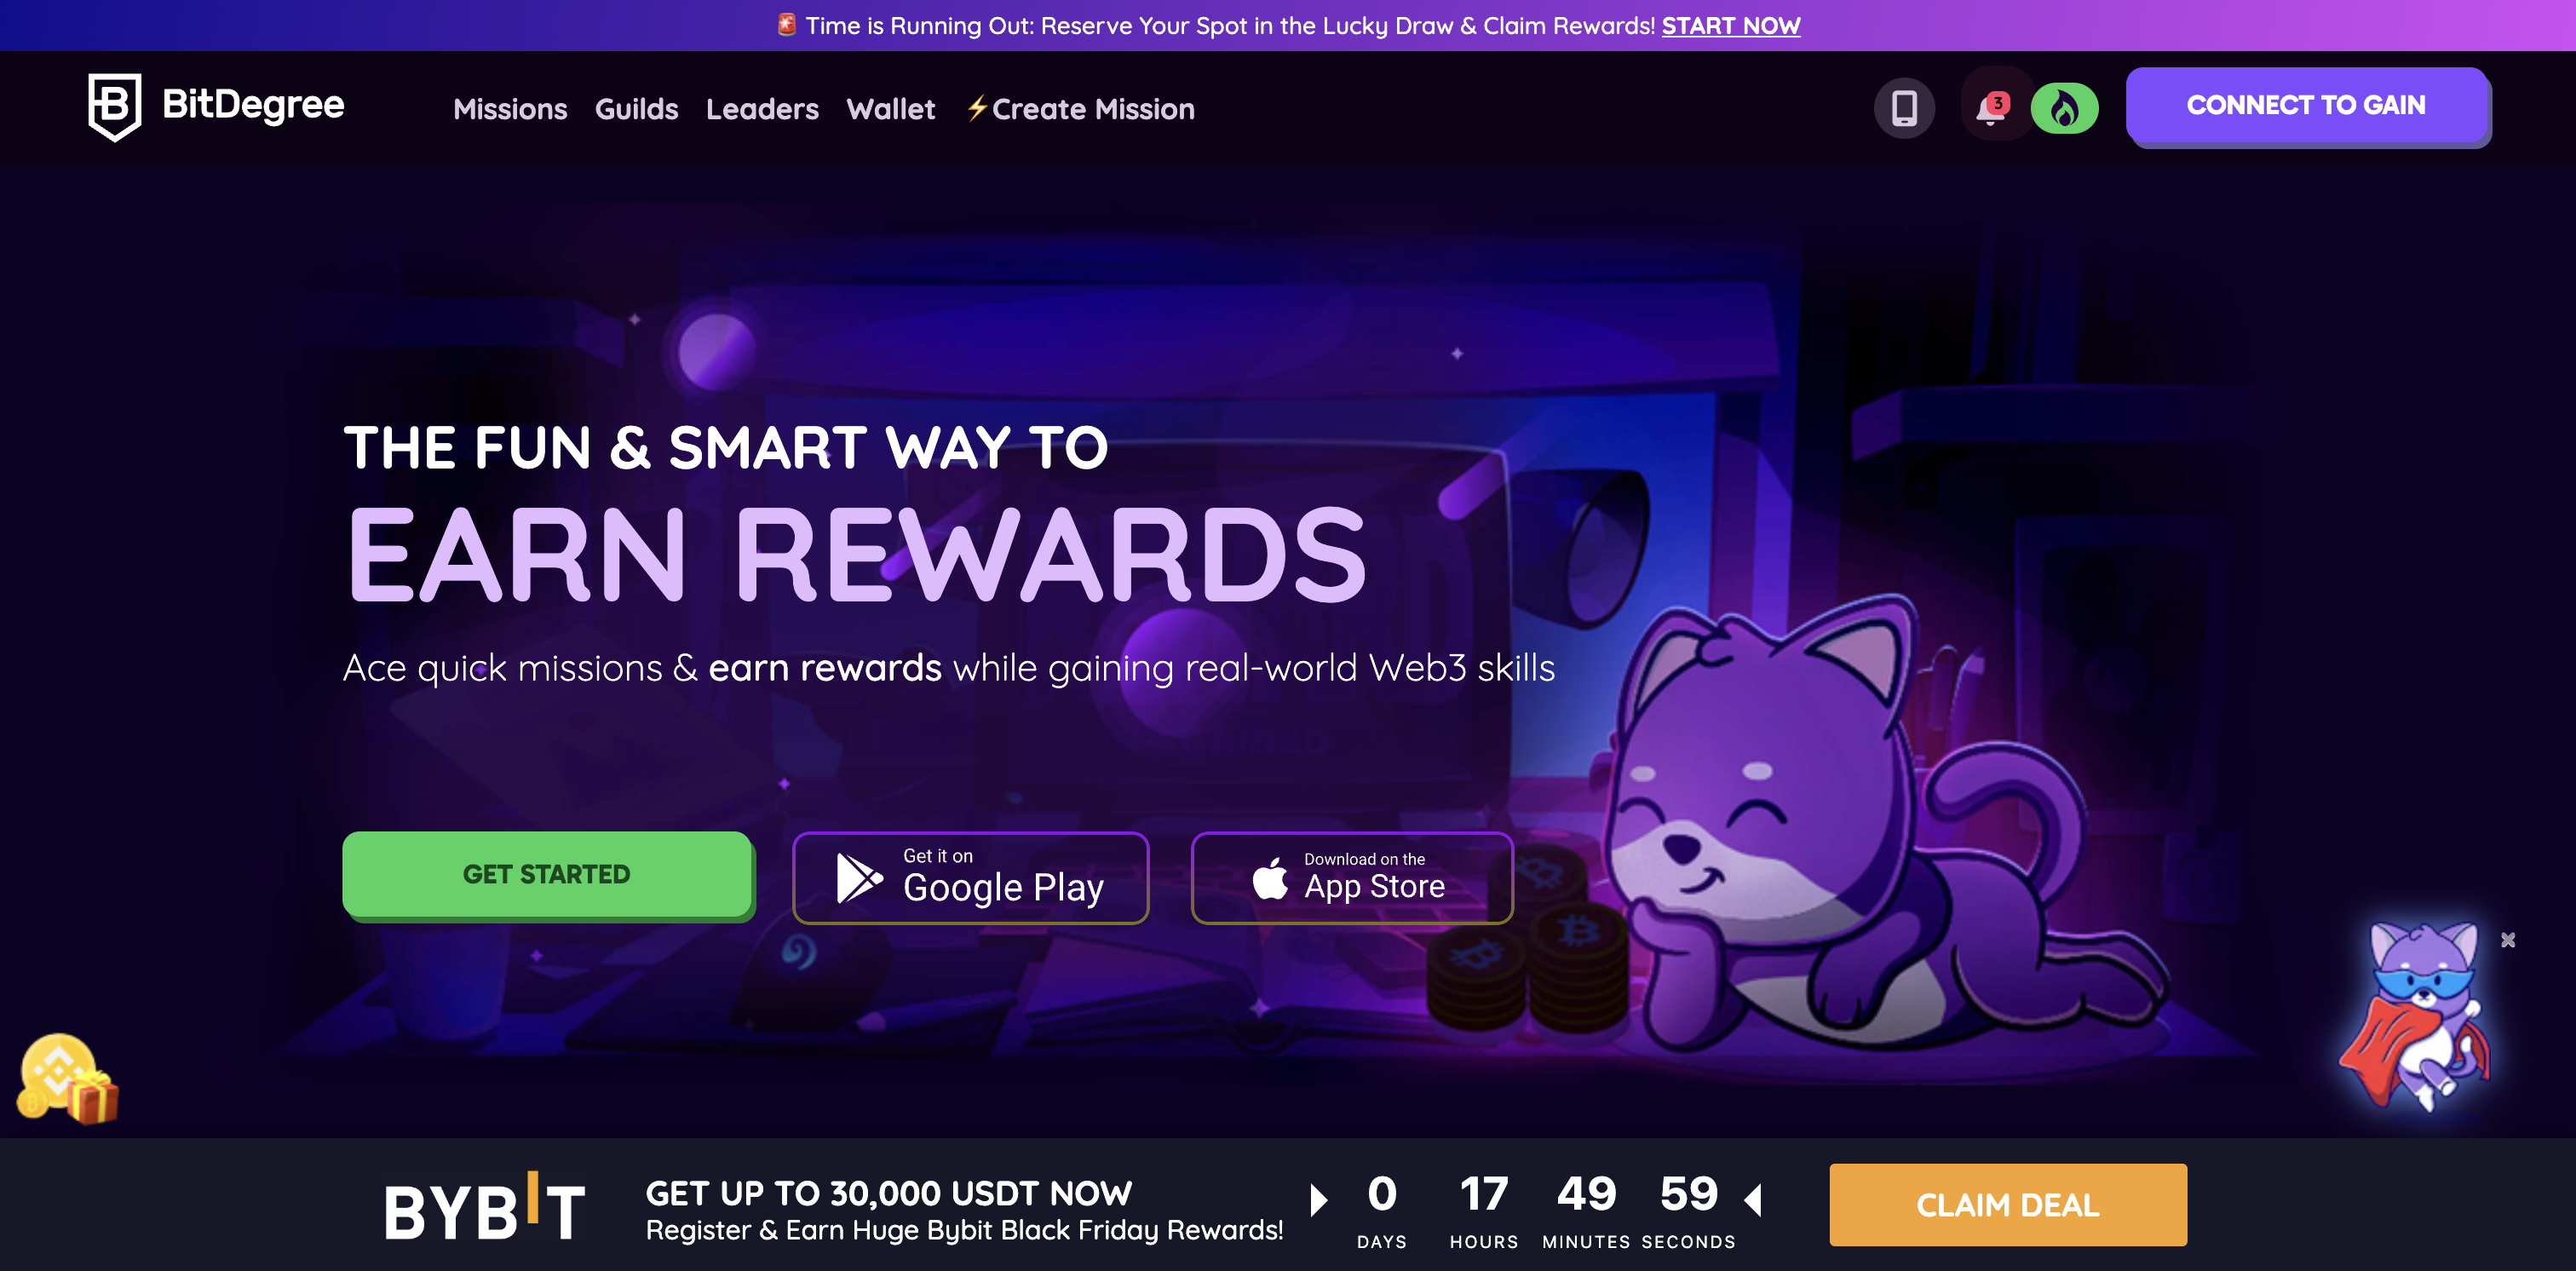 🚨 Time is Running Out: Reserve Your Spot in the Lucky Draw & Claim Rewards! START NOW
BitDegree
Missions Guilds Leaders Wallet ⚡Create Mission
3
CONNECT TO GAIN
THE FUN & SMART WAY TO
EARN REWARDS
Ace quick missions & earn rewards while gaining real-world Web3 skills
GET STARTED
Get it on
Google Play
Download on the
App Store
BYBIT
GET UP TO 30,000 USDT NOW
Register & Earn Huge Bybit Black Friday Rewards!
0 17 49 59
DAYS HOURS MINUTES SECONDS
CLAIM DEAL